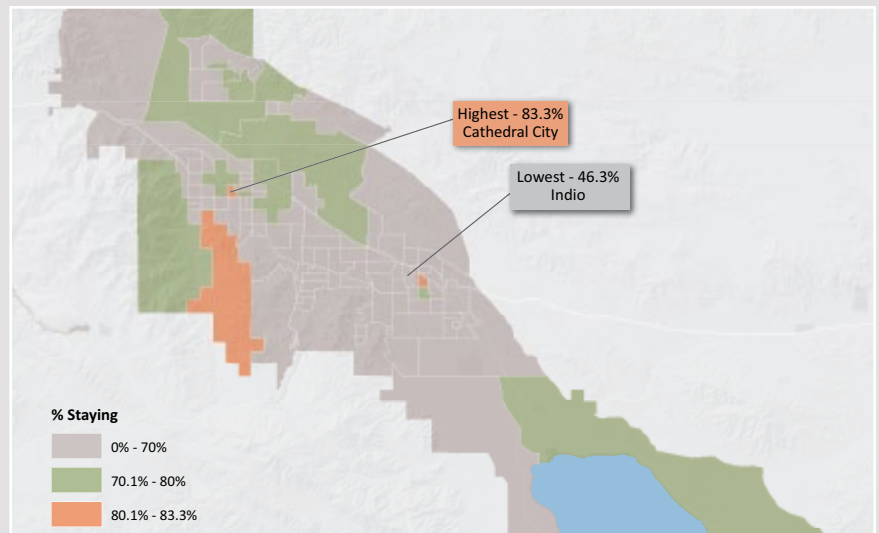 Highest - 83.3%
Cathedral City
Lowest - 46.3%
Indio
% Staying
0% - 70%
70.1% - 80%
80.1% - 83.3%